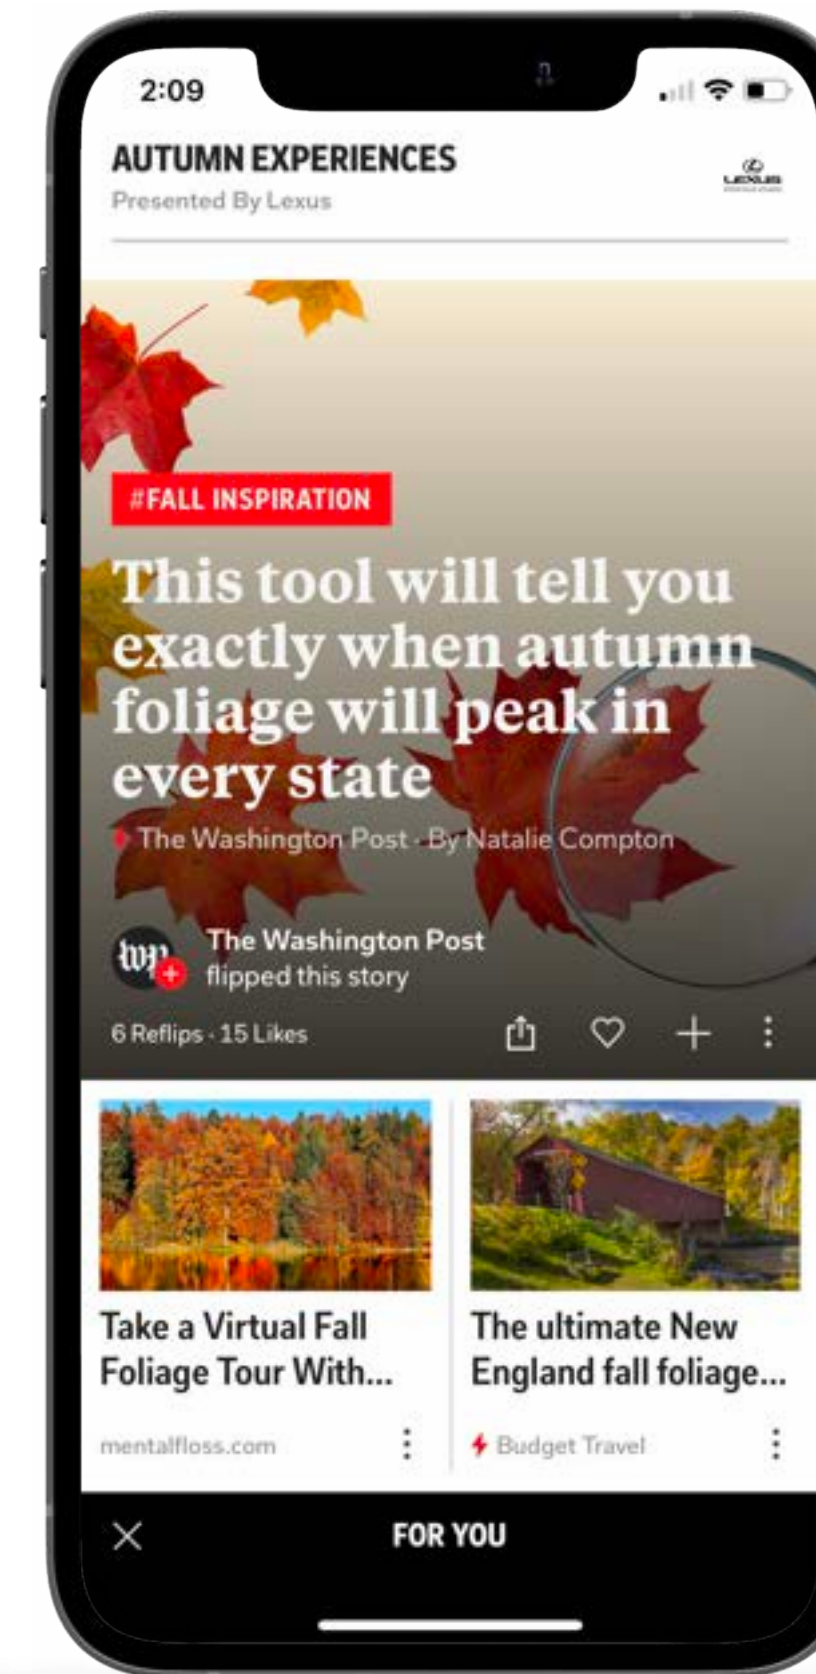 2:09
AUTUMN EXPERIENCES
Presented By Lexus
LEXUS
#FALL INSPIRATION
This tool will tell you
exactly when autumn
foliage will peak in
every state
The Washington Post · By Natalie Compton
wp
The Washington Post
flipped this story
6 Reflips · 15 Likes
Take a Virtual Fall
Foliage Tour With...
The ultimate New
England fall foliage...
mentalfloss.com
Budget Travel
FOR YOU